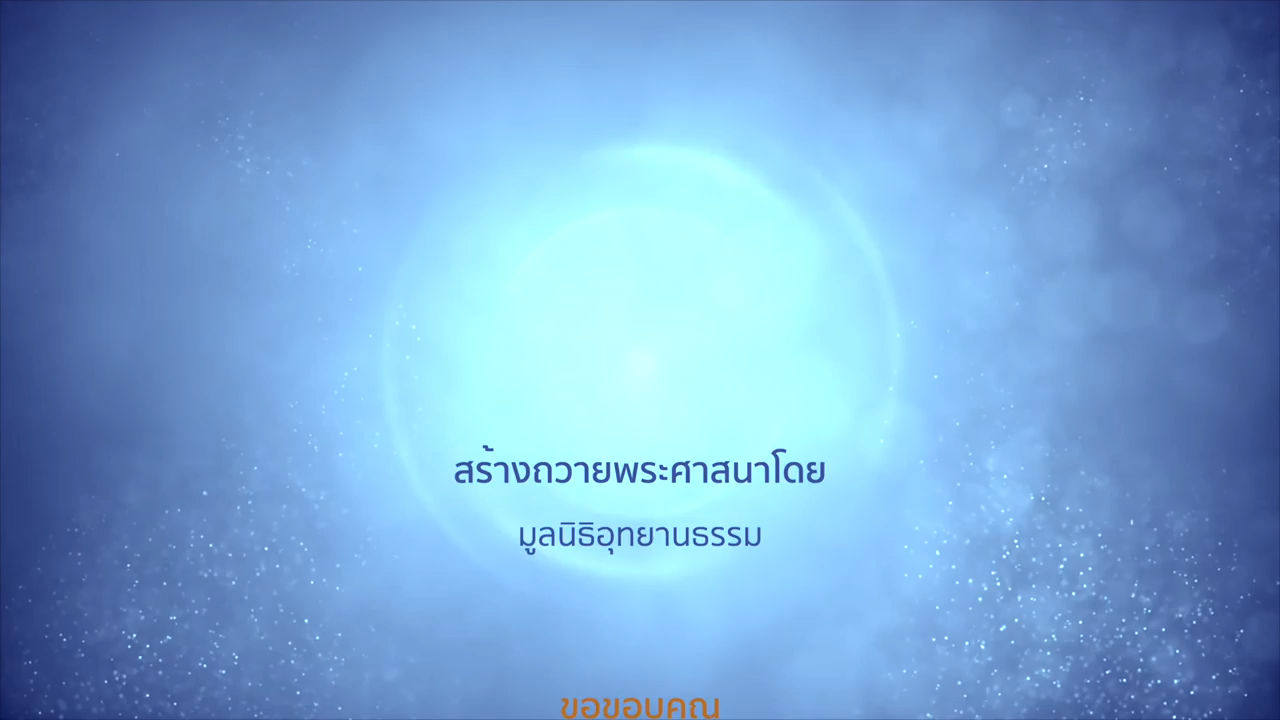 สร้างถวายพระศาสนาโดย
มูลนิธิอุทยานธรรม
ขอขอบคุณ